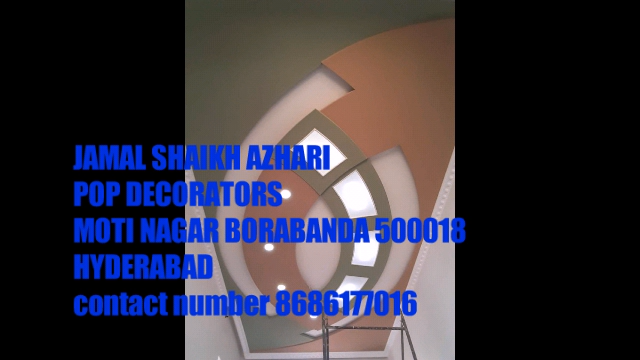 JAMAL SHAIKH AZHARI
POP DECORATORS
MOTI NAGAR BORABANDA 500018
HYDERABAD
contact number 8686177016